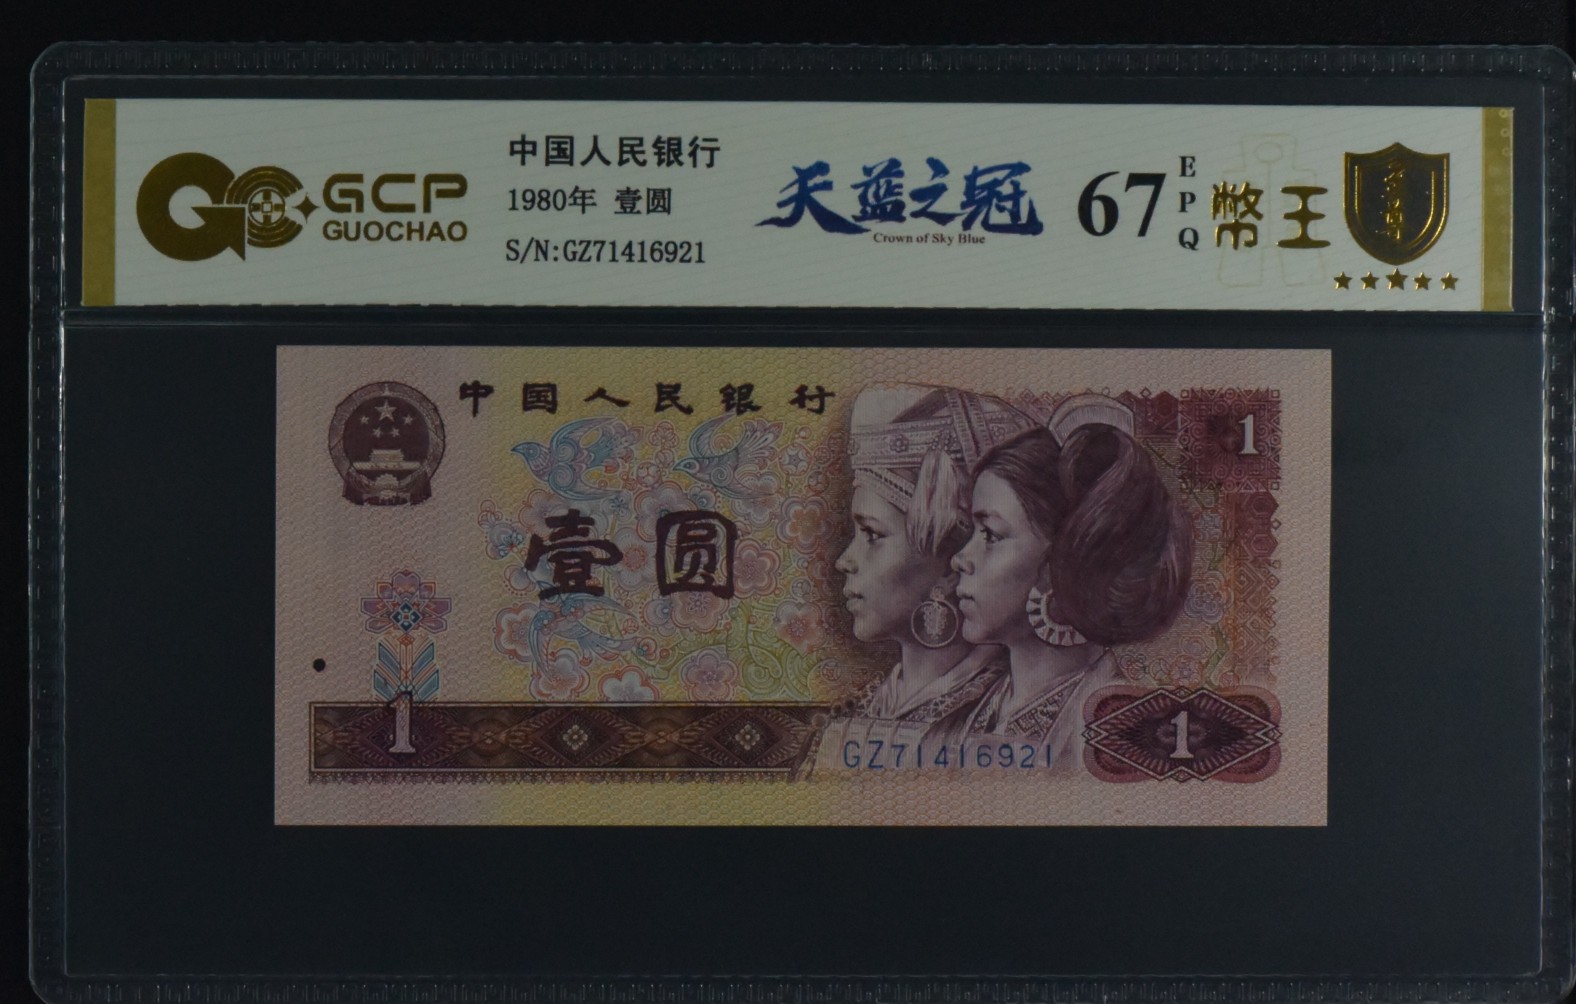 GCP
GUOCHAO
中国人民银行
1980年 壹圆
S/N:GZ71416921
天蓝之冠
Crown of Sky Blue
67
EPQ
幣王
中国人民银行
1
壹圆
1
GZ71416921
1